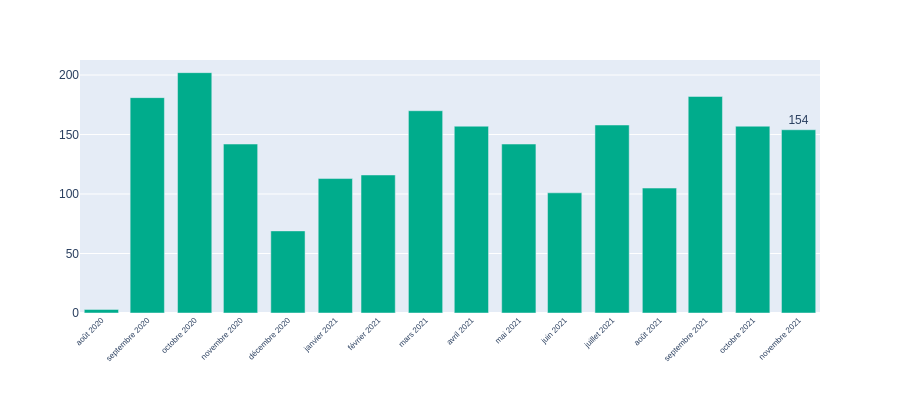 200
150
100
50
0
154
août 2020
septembre 2020
octobre 2020
novembre 2020
décembre 2020
janvier 2021
février 2021
mars 2021
avril 2021
mai 2021
juin 2021
juillet 2021
août 2021
septembre 2021
octobre 2021
novembre 2021